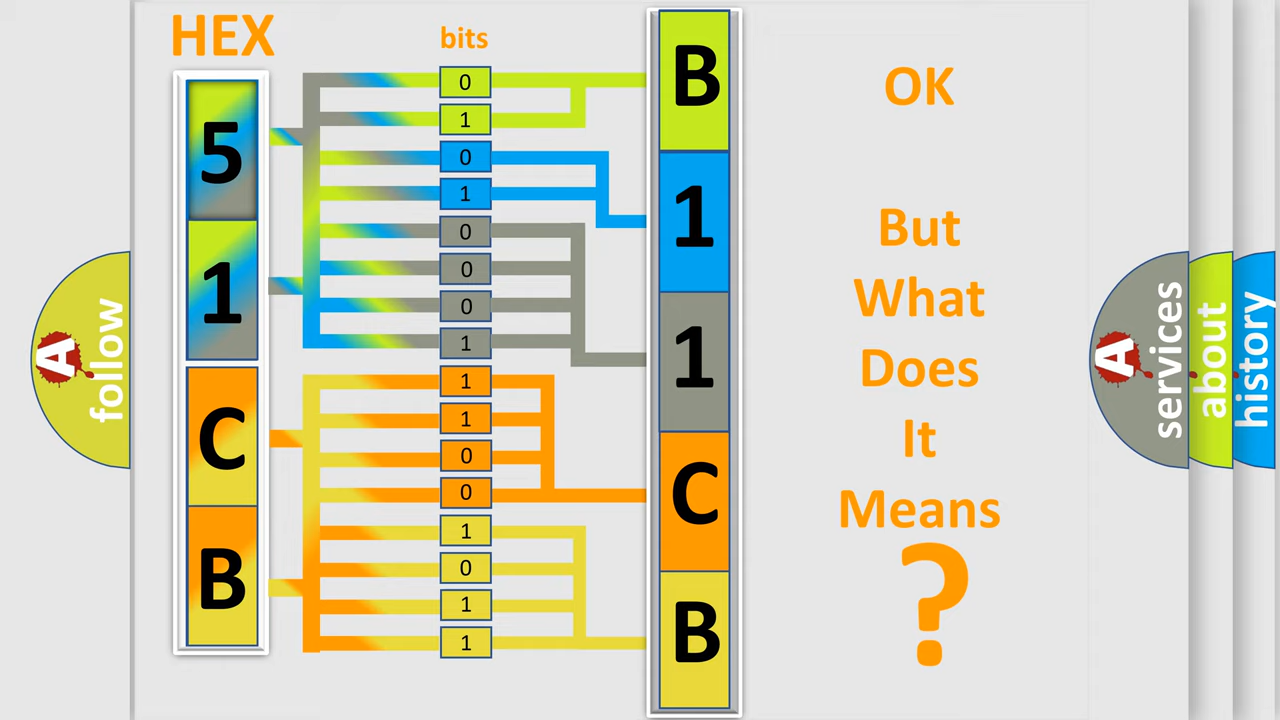 HEX
bits
5
1
C
B
0
1
0
1
0
0
0
1
1
1
0
0
1
0
1
1
B
1
1
C
B
OK
But
What
Does
It
Means
?
A
follow
A
services
about
history